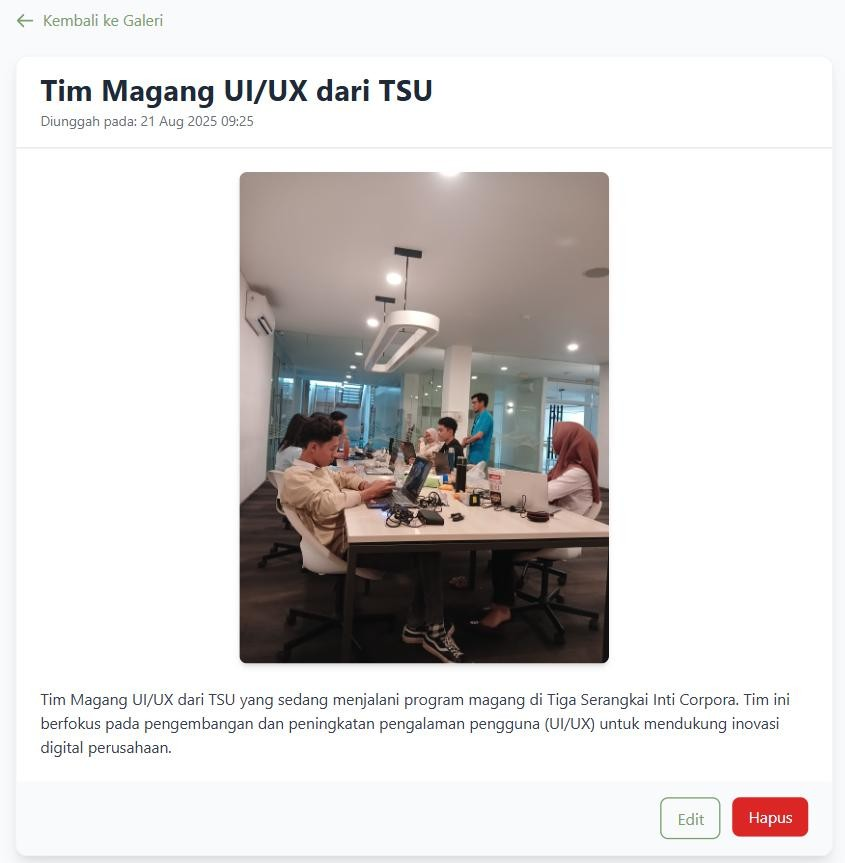 ← Kembali ke Galeri
Tim Magang UI/UX dari TSU
Diunggah pada: 21 Aug 2025 09:25
Tim Magang UI/UX dari TSU yang sedang menjalani program magang di Tiga Serangkai Inti Corpora. Tim ini
berfokus pada pengembangan dan peningkatan pengalaman pengguna (UI/UX) untuk mendukung inovasi
digital perusahaan.
Edit
Hapus